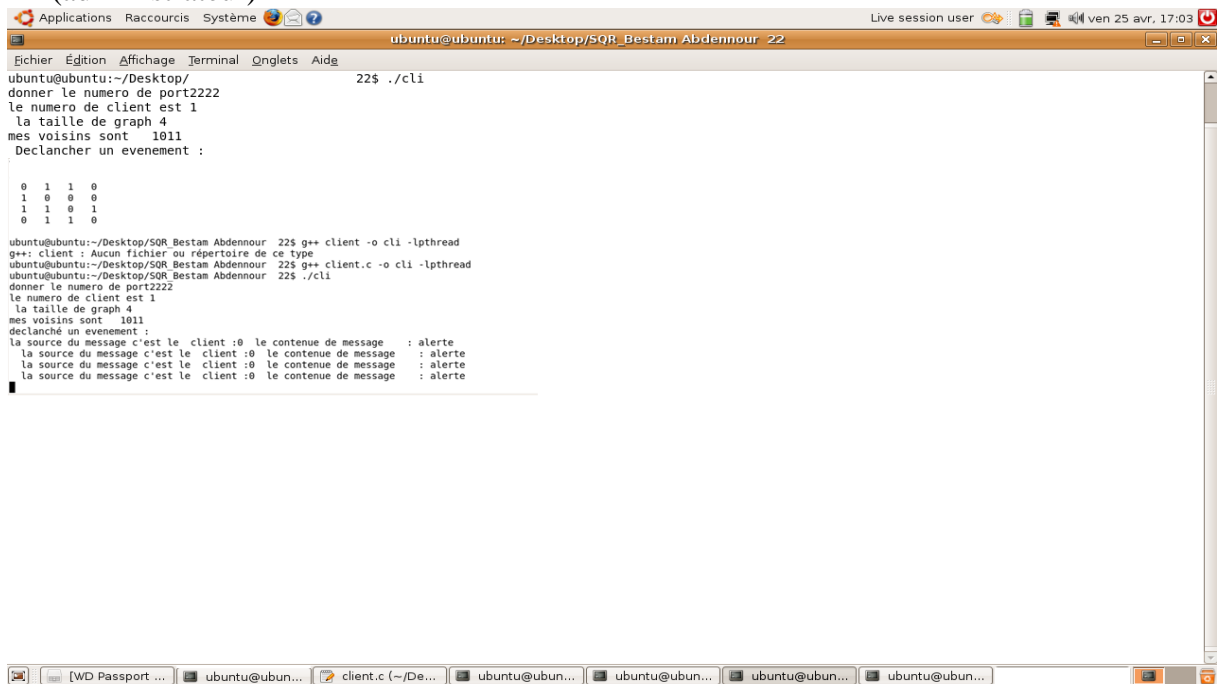 Applications Raccourcis Système Live session user ven 25 avr, 17:03
ubuntu@ubuntu: ~/Desktop/SQR_Bestam Abdennour 22
Fichier Édition Affichage Terminal Onglets Aide
ubuntu@ubuntu:~/Desktop/ 22$ ./cli
donner le numero de port2222
le numero de client est 1
la taille de graph 4
mes voisins sont 1011
Declancher un evenement :
0 1 1 0
1 0 0 0
1 1 0 1
0 1 1 0
ubuntu@ubuntu:~/Desktop/SQR_Bestam Abdennour 22$ g++ client -o cli -lpthread
g++: client : Aucun fichier ou répertoire de ce type
ubuntu@ubuntu:~/Desktop/SQR_Bestam Abdennour 22$ g++ client.c -o cli -lpthread
ubuntu@ubuntu:~/Desktop/SQR_Bestam Abdennour 22$ ./cli
donner le numero de port2222
le numero de client est 1
la taille de graph 4
mes voisins sont 1011
declanché un evenement :
la source du message c'est le client :0 le contenue de message : alerte
la source du message c'est le client :0 le contenue de message : alerte
la source du message c'est le client :0 le contenue de message : alerte
la source du message c'est le client :0 le contenue de message : alerte
[WD Passport ... ubuntu@ubun... client.c (~/De... ubuntu@ubun... ubuntu@ubun... ubuntu@ubun... ubuntu@ubun...